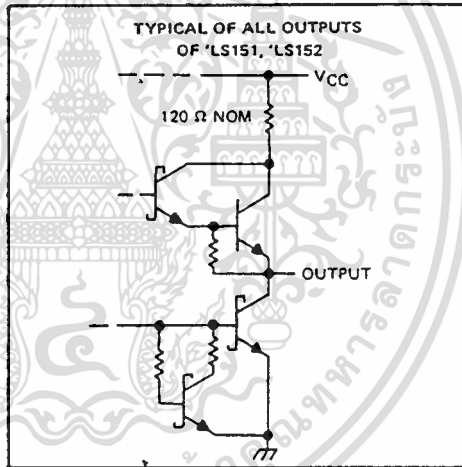 TYPICAL OF ALL OUTPUTS
OF 'LS151, 'LS152
VCC
120 Ω NOM
OUTPUT